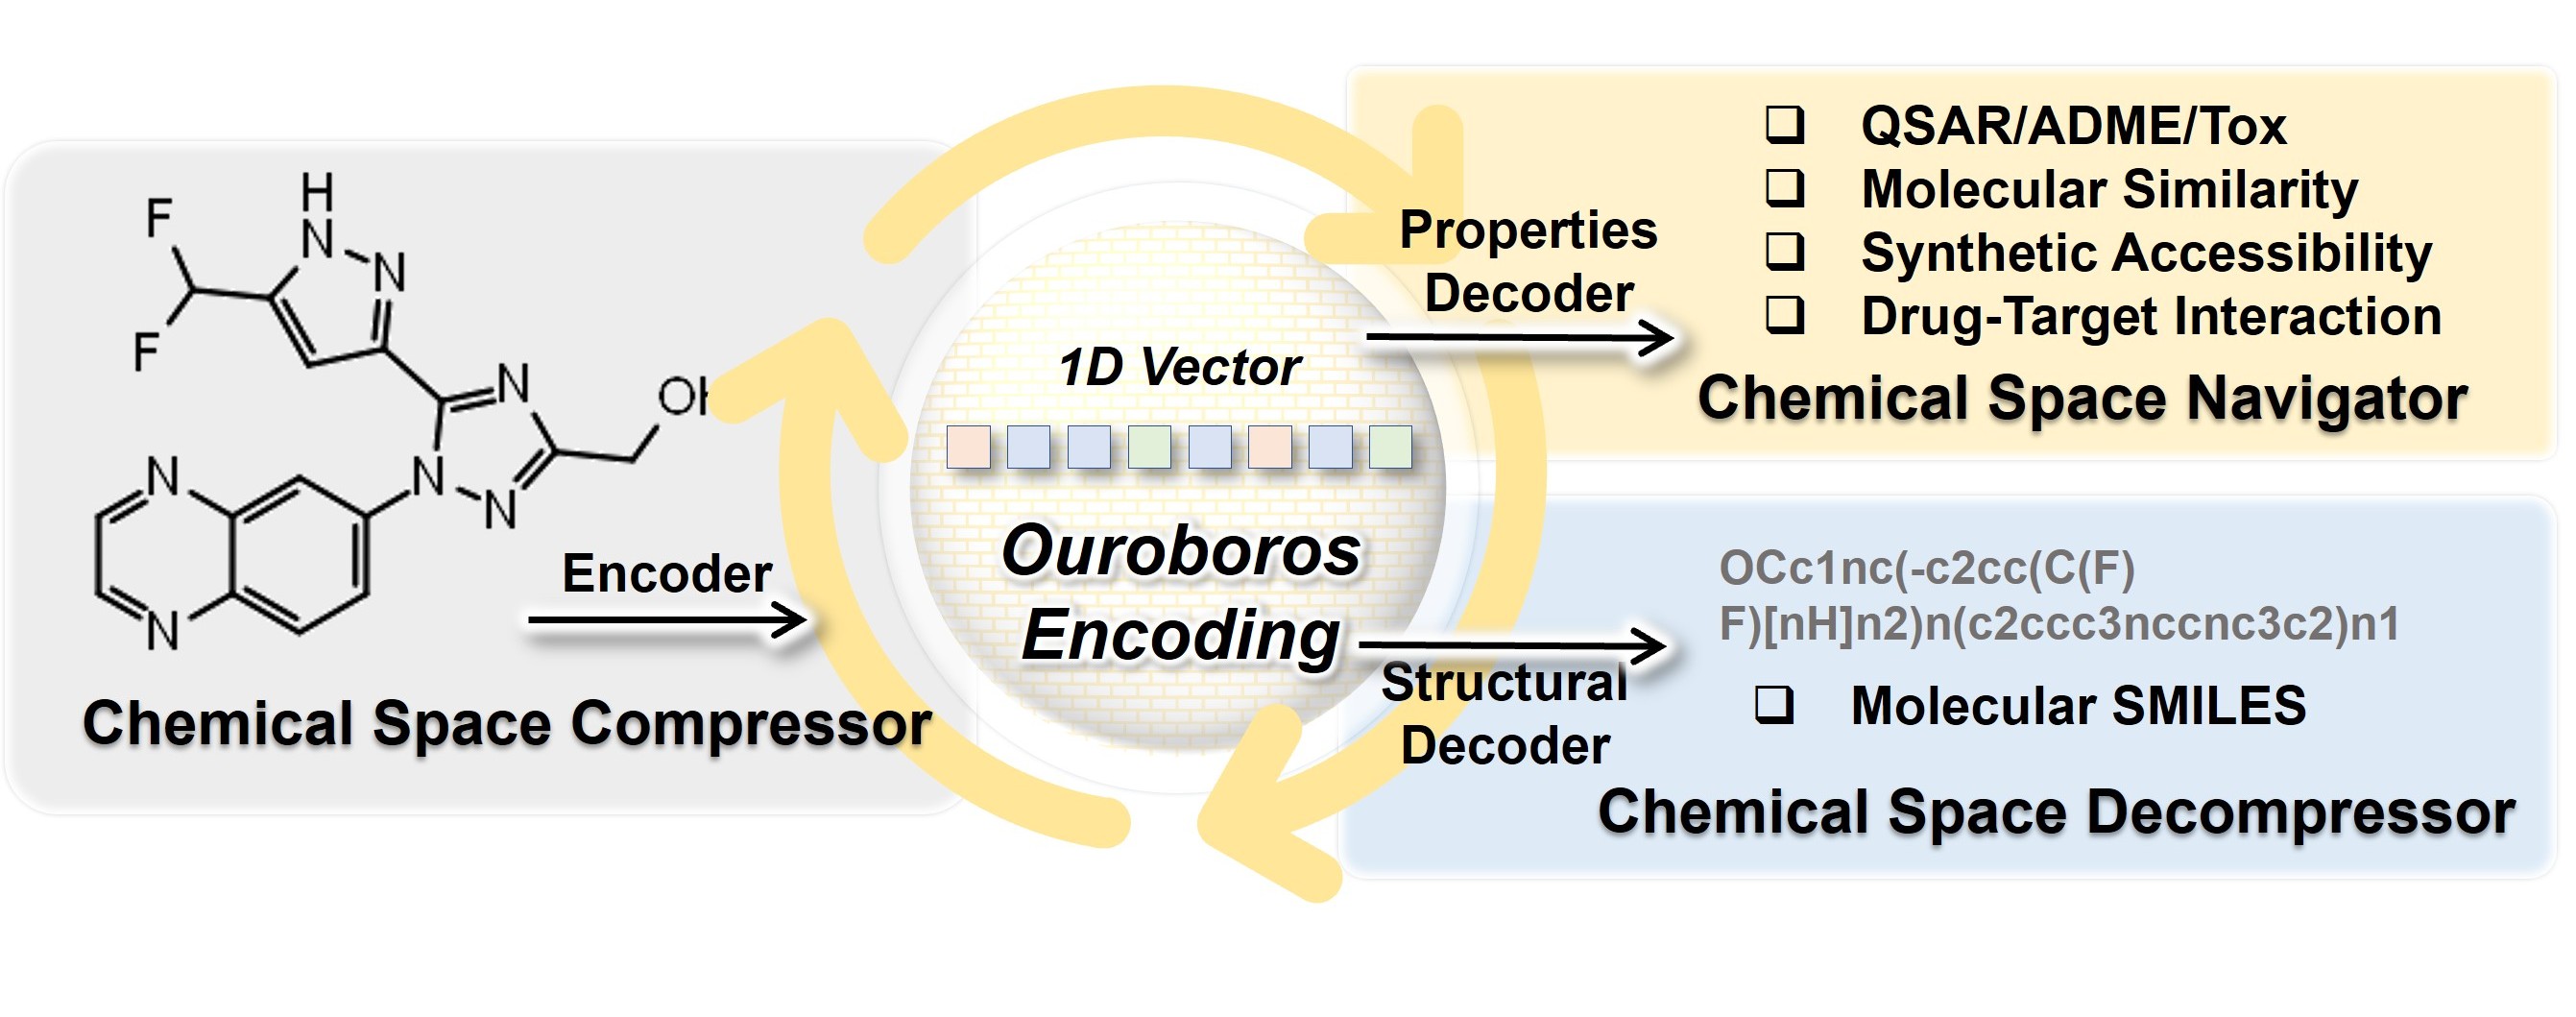 F
H
N
N
F
N
OH
N
N
N
N
Encoder
Chemical Space Compressor
1D Vector
Ouroboros
Encoding
Properties
Decoder
QSAR/ADME/Tox
Molecular Similarity
Synthetic Accessibility
Drug-Target Interaction
Chemical Space Navigator
Structural
Decoder
OCc1nc(-c2cc(C(F)
F)[nH]n2)n(c2ccc3nccnc3c2)n1
Molecular SMILES
Chemical Space Decompressor